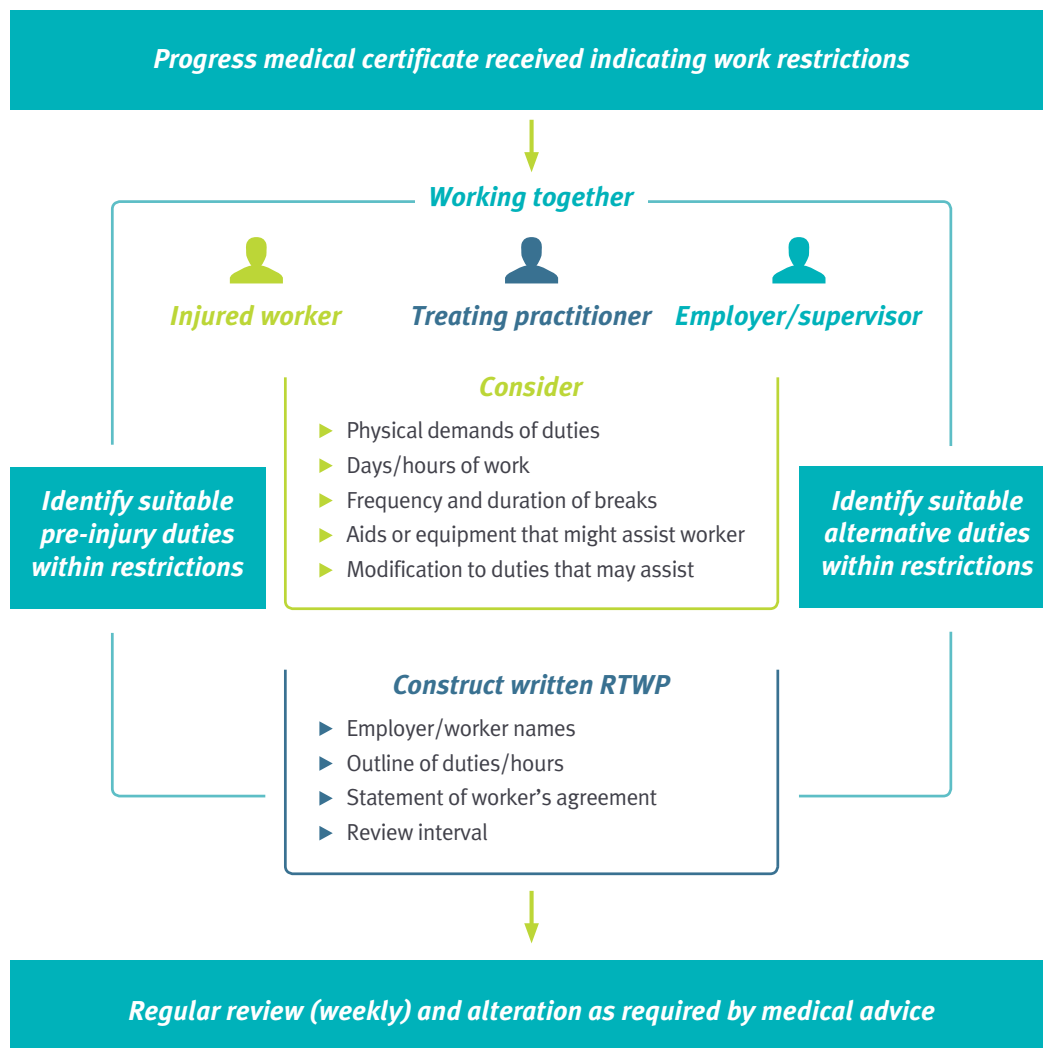 Progress medical certificate received indicating work restrictions
Working together
Injured worker
Treating practitioner
Employer/supervisor
Consider
Physical demands of duties
Days/hours of work
Frequency and duration of breaks
Aids or equipment that might assist worker
Modification to duties that may assist
Identify suitable
pre-injury duties
within restrictions
Identify suitable
alternative duties
within restrictions
Construct written RTWP
Employer/worker names
Outline of duties/hours
Statement of worker’s agreement
Review interval
Regular review (weekly) and alteration as required by medical advice